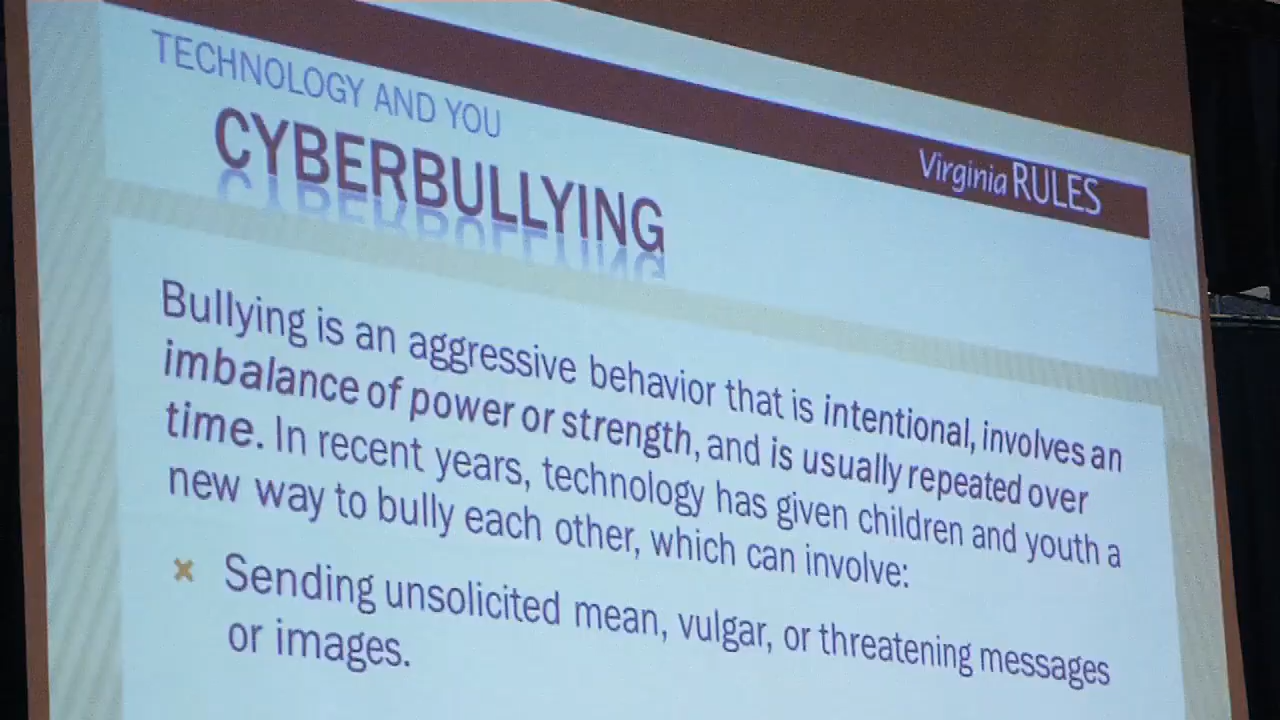 TECHNOLOGY AND YOU
CYBERBULLYING
Virginia RULES
Bullying is an aggressive behavior that is intentional, involves an
imbalance of power or strength, and is usually repeated over
time. In recent years, technology has given children and youth a
new way to bully each other, which can involve:
Sending unsolicited mean, vulgar, or threatening messages
or images.